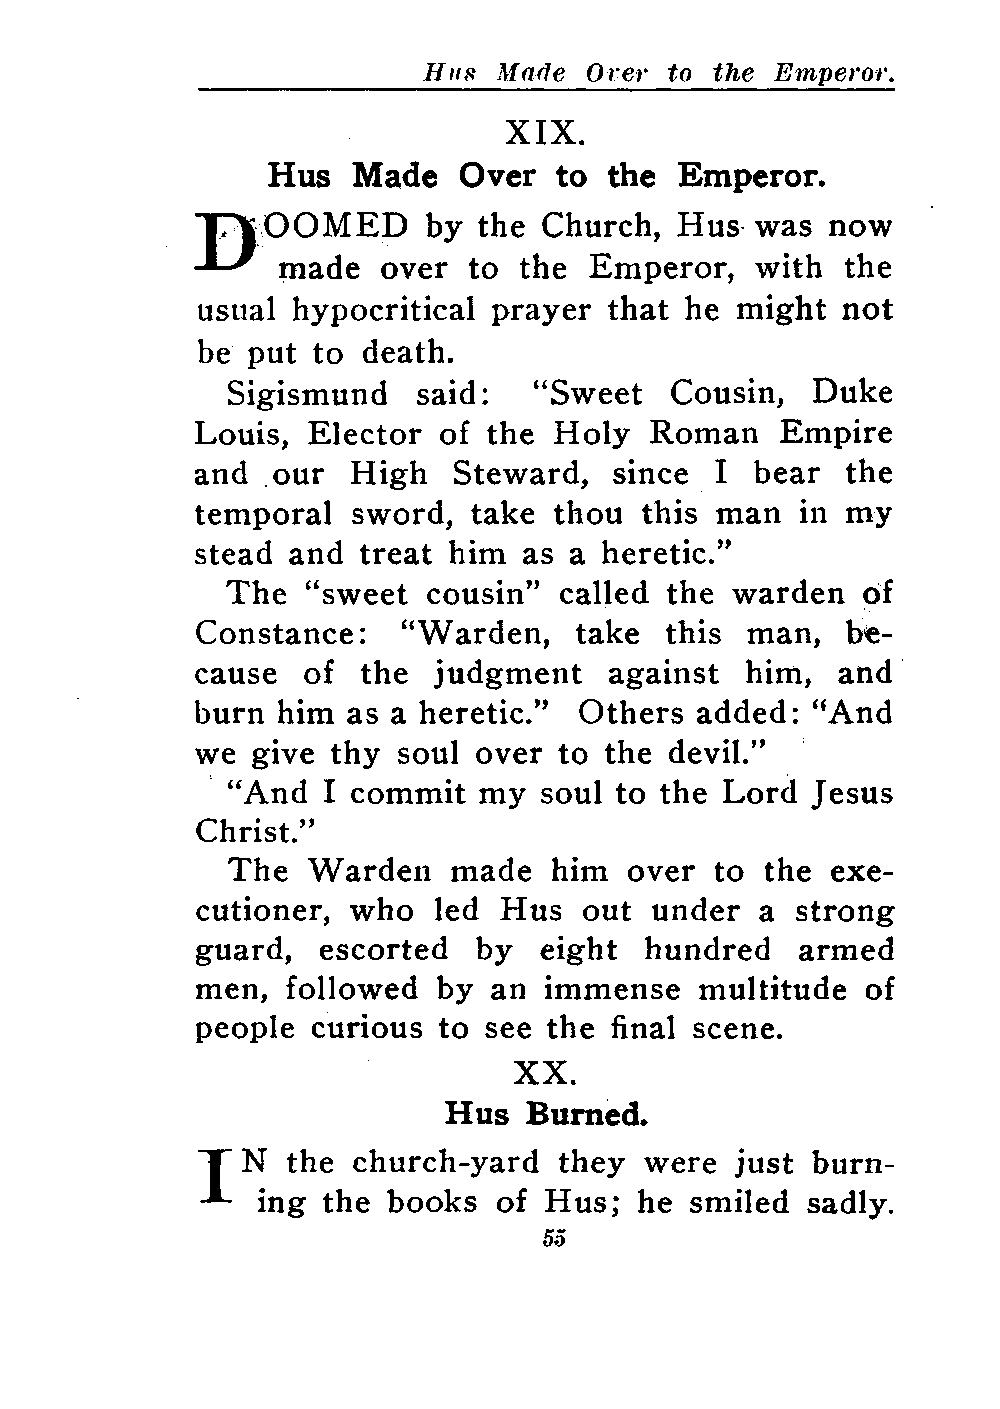 Hus Made Over to the Emperor.
XIX.
Hus Made Over to the Emperor.
DOOMED by the Church, Hus was now
made over to the Emperor, with the
usual hypocritical prayer that he might not
be put to death.
Sigismund said: “Sweet Cousin, Duke
Louis, Elector of the Holy Roman Empire
and our High Steward, since I bear the
temporal sword, take thou this man in my
stead and treat him as a heretic.”
The “sweet cousin” called the warden of
Constance: “Warden, take this man, be-
cause of the judgment against him, and
burn him as a heretic.” Others added: “And
we give thy soul over to the devil.”
“And I commit my soul to the Lord Jesus
Christ.”
The Warden made him over to the exe-
cutioner, who led Hus out under a strong
guard, escorted by eight hundred armed
men, followed by an immense multitude of
people curious to see the final scene.
XX.
Hus Burned.
IN the church-yard they were just burn-
ing the books of Hus; he smiled sadly.
55